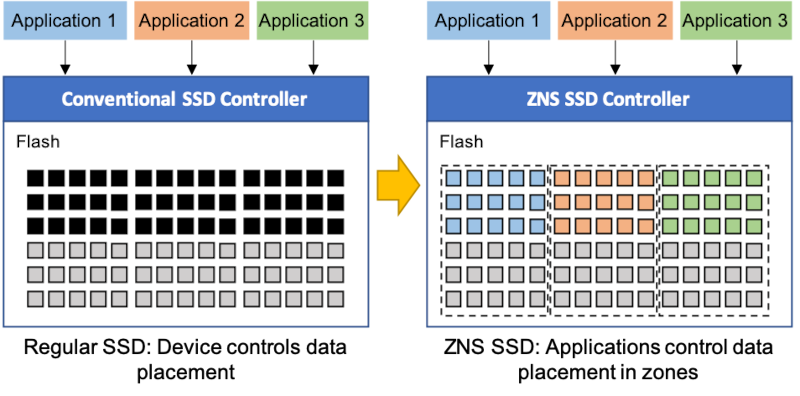 Application 1
Application 2
Application 3
Conventional SSD Controller
Flash
Regular SSD: Device controls data
placement
Application 1
Application 2
Application 3
ZNS SSD Controller
Flash
ZNS SSD: Applications control data
placement in zones